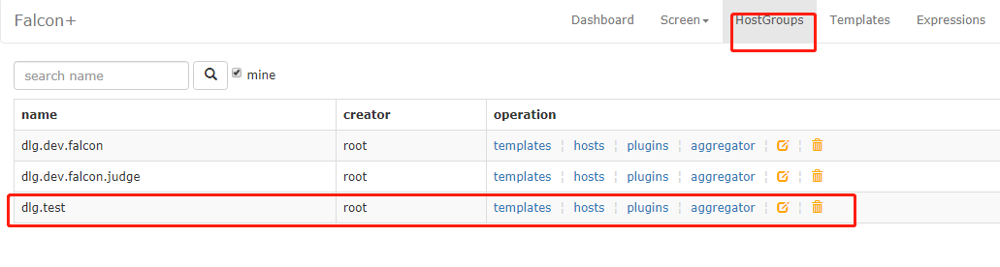 Falcon+ Dashboard Screen HostGroups Templates Expressions
search name mine
name creator operation
dlg.dev.falcon root templates ¦ hosts ¦ plugins ¦ aggregator ¦ ¦
dlg.dev.falcon.judge root templates ¦ hosts ¦ plugins ¦ aggregator ¦ ¦
dlg.test root templates ¦ hosts ¦ plugins ¦ aggregator ¦ ¦